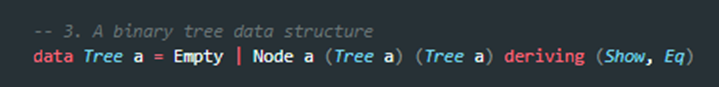 -- 3. A binary tree data structure
data Tree a = Empty | Node a (Tree a) (Tree a) deriving (Show, Eq)